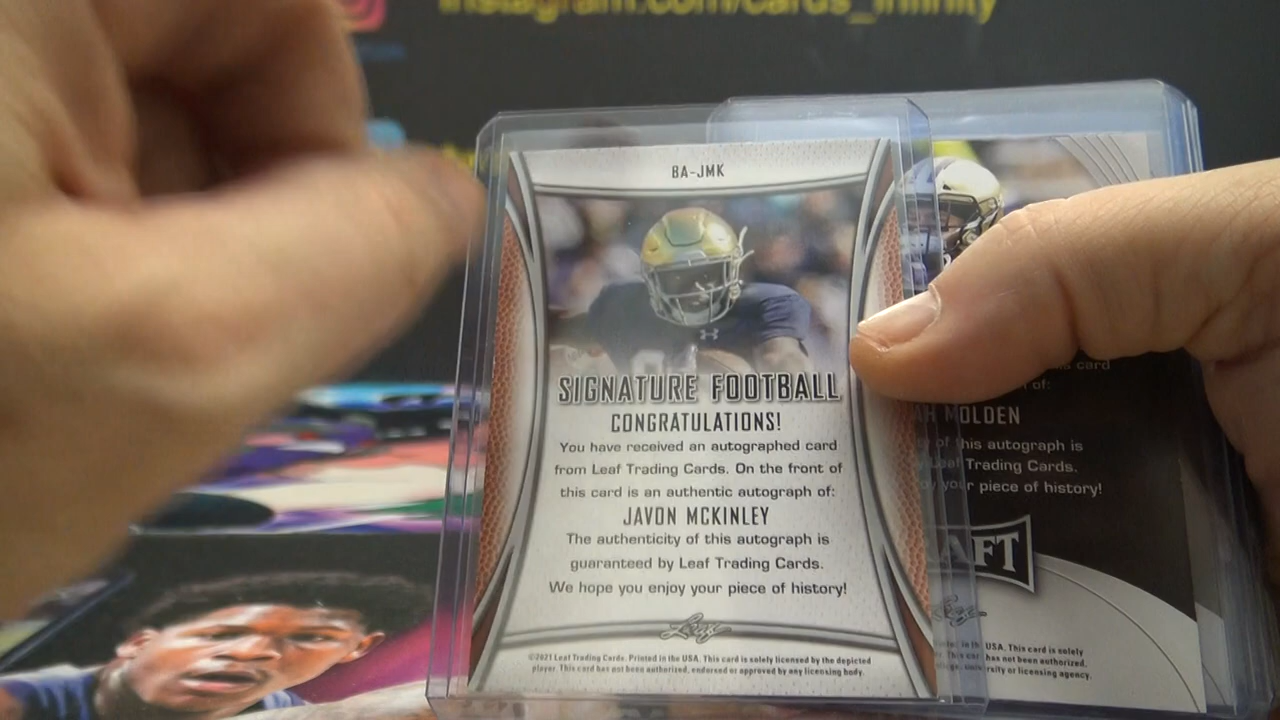 instagram.com/cards_infinity
BA-JMK
SIGNATURE FOOTBALL
CONGRATULATIONS!
You have received an autographed card
from Leaf Trading Cards. On the front of
this card is an authentic autograph of:
JAVON MCKINLEY
The authenticity of this autograph is
guaranteed by Leaf Trading Cards.
We hope you enjoy your piece of history!
Leaf
©2021 Leaf Trading Cards. Printed in the USA. This card is solely licensed by the depicted
player. This card has not been authorized, endorsed or approved by any licensing body.
card
of:
AH MOLDEN
of this autograph is
Leaf Trading Cards.
your piece of history!
AFT
Leaf
in the USA. This card is solely
has not been authorized,
or licensing agency.